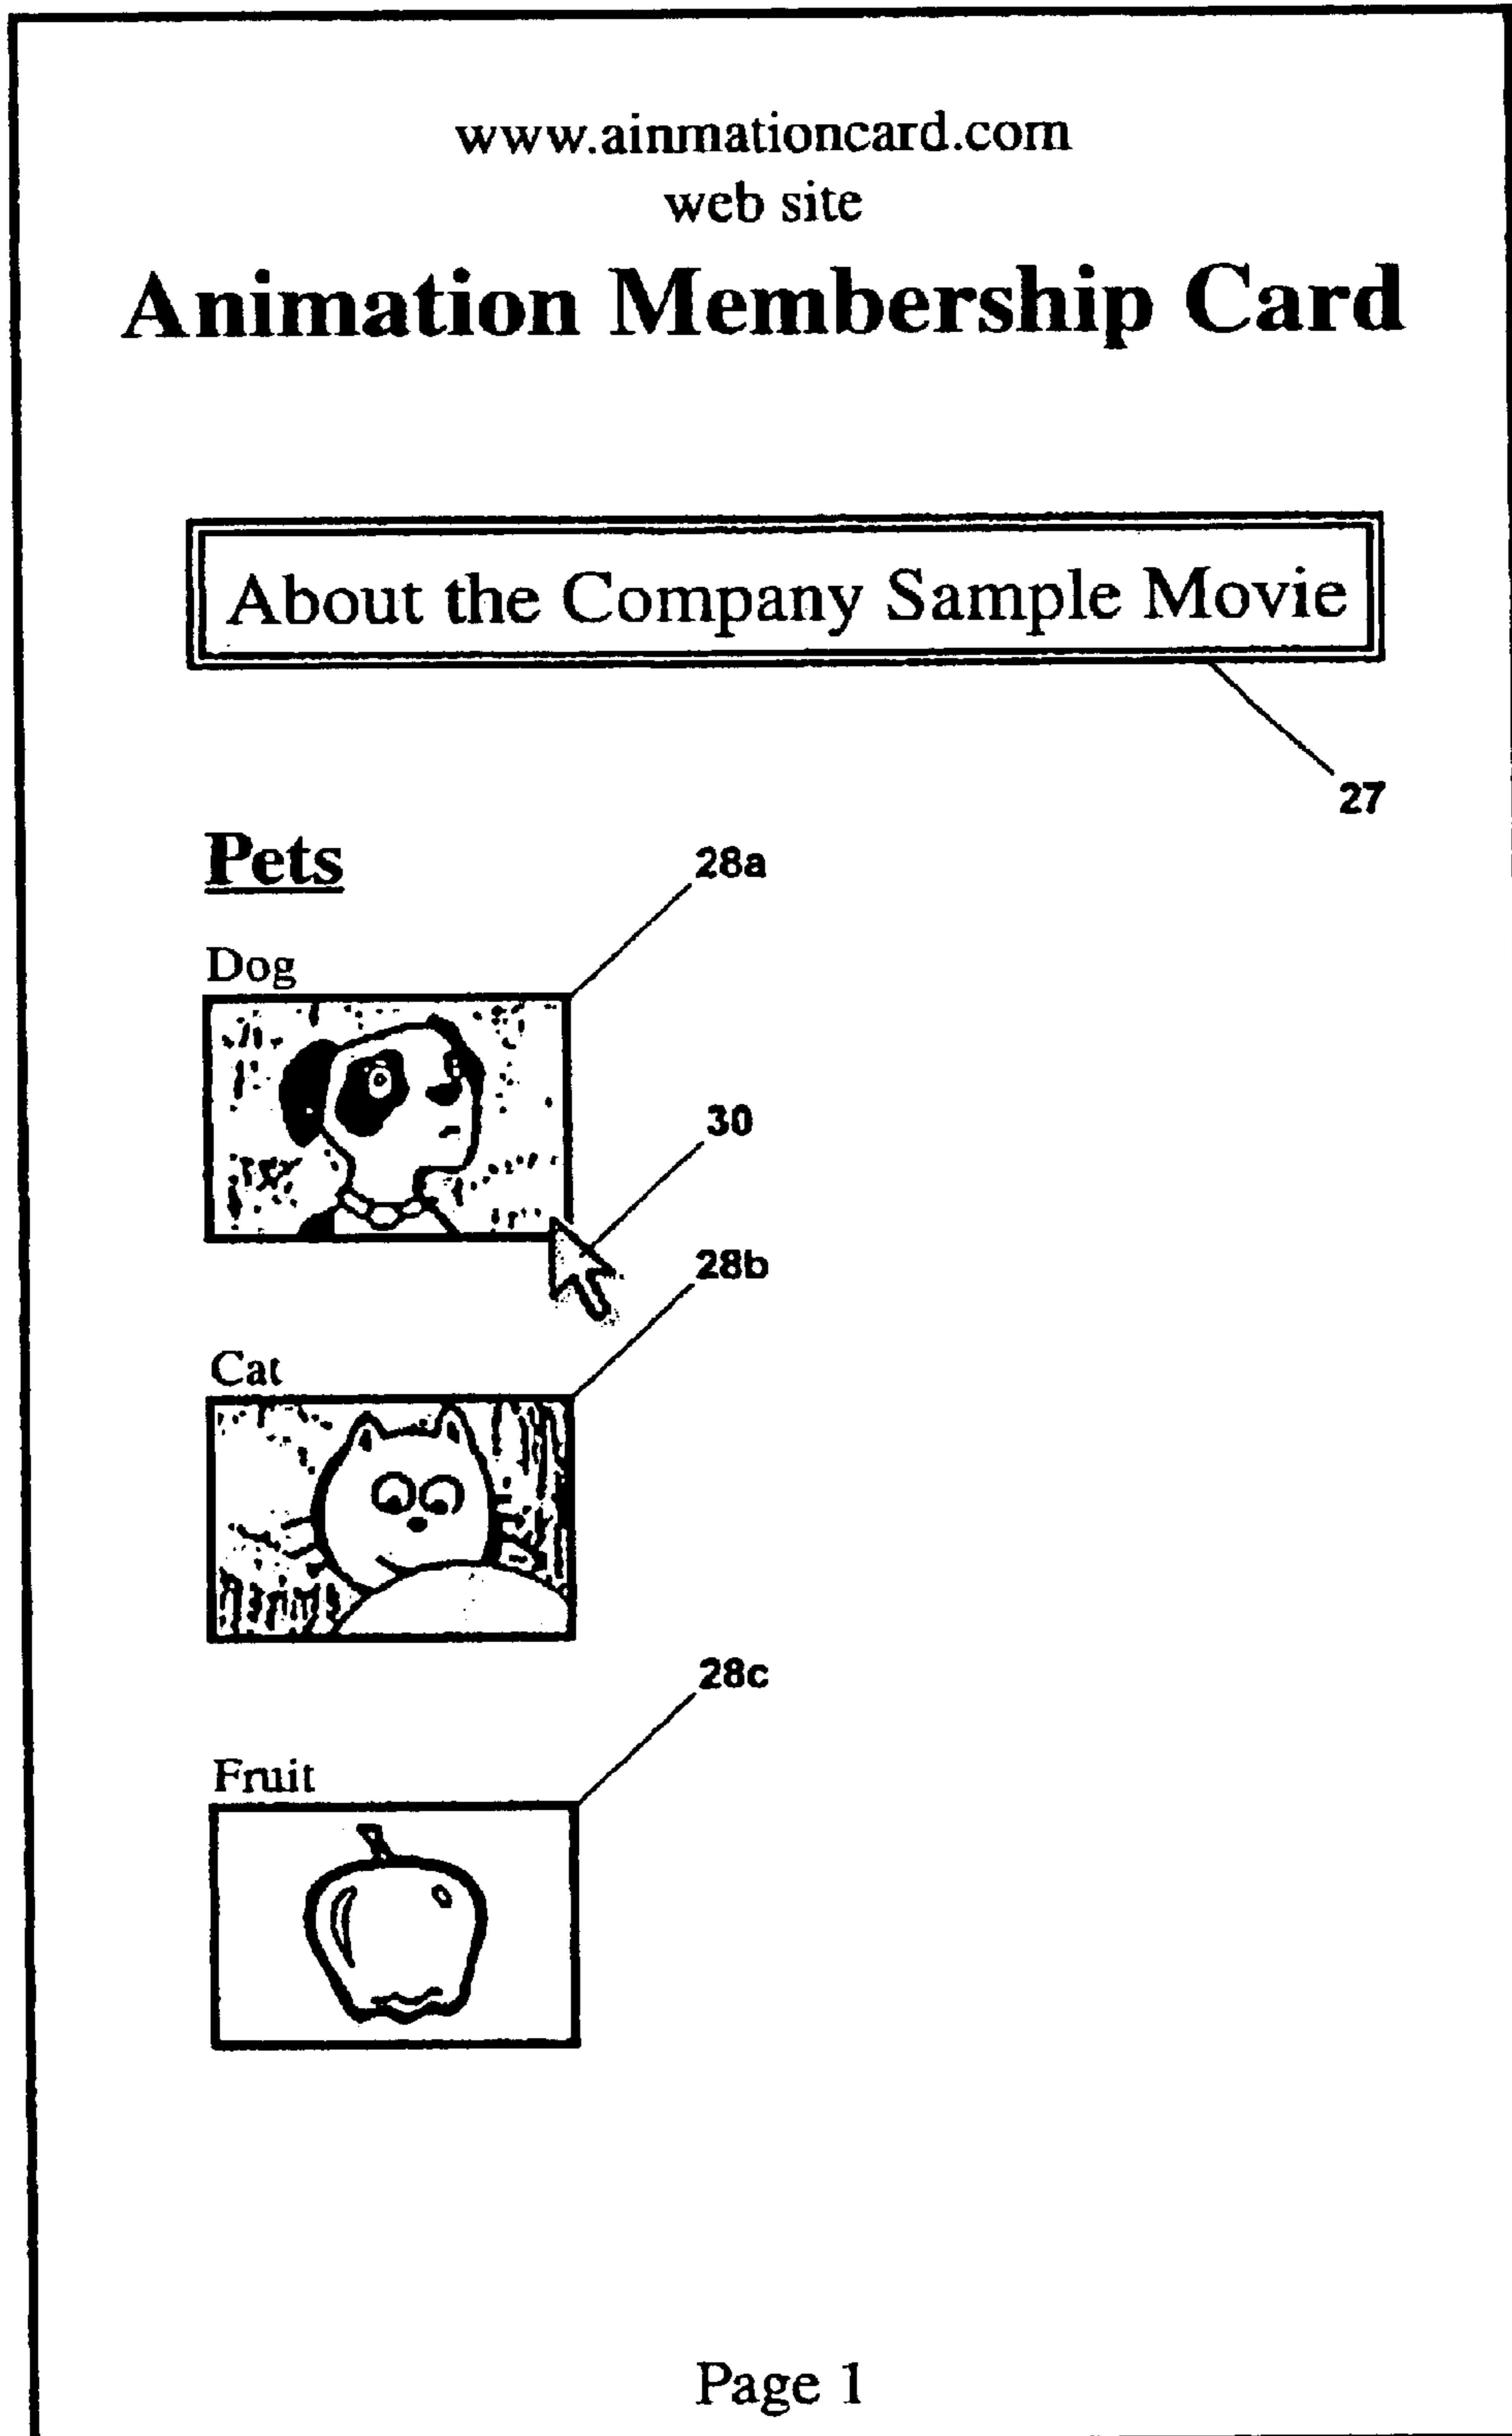 www.ainmationcard.com
web site
Animation Membership Card
About the Company Sample Movie
27
Pets
28a
Dog
30
28b
Cat
28c
Fruit
Page 1